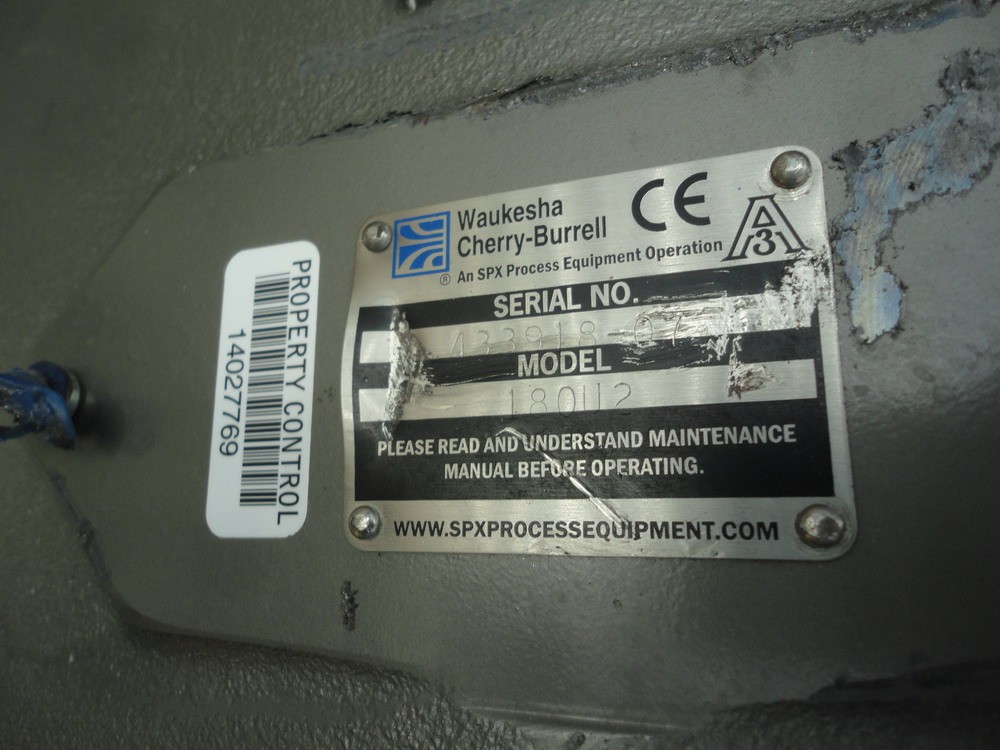 PROPERTY CONTROL
14027769
Waukesha
Cherry-Burrell
CE
®
An SPX Process Equipment Operation
A
3
SERIAL NO.
MODEL
180U2
PLEASE READ AND UNDERSTAND MAINTENANCE
MANUAL BEFORE OPERATING.
WWW.SPXPROCESSEQUIPMENT.COM